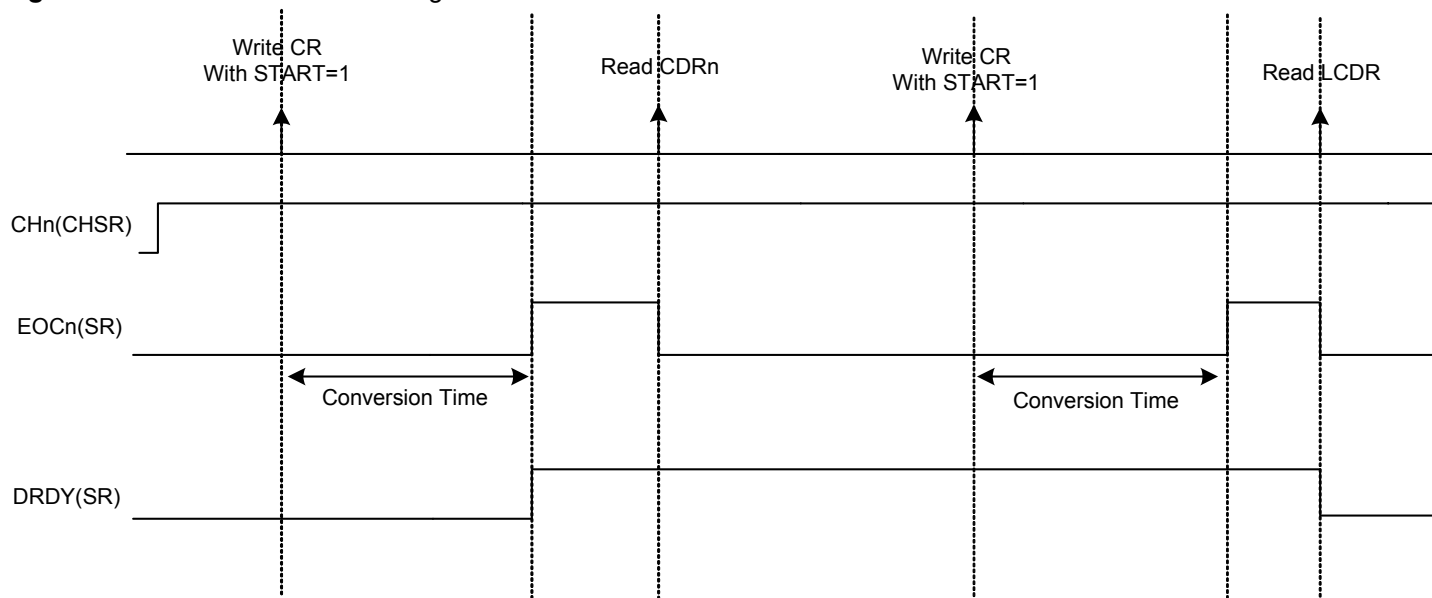 Write CR
With START=1
Read CDRn
Write CR
With START=1
Read LCDR
CHn(CHSR)
EOCn(SR)
Conversion Time
Conversion Time
DRDY(SR)